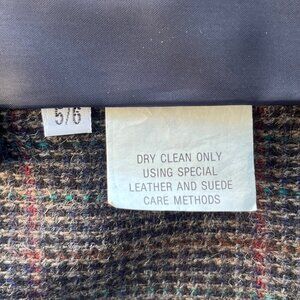 5/6
DRY CLEAN ONLY
USING SPECIAL
LEATHER AND SUEDE
CARE METHODS